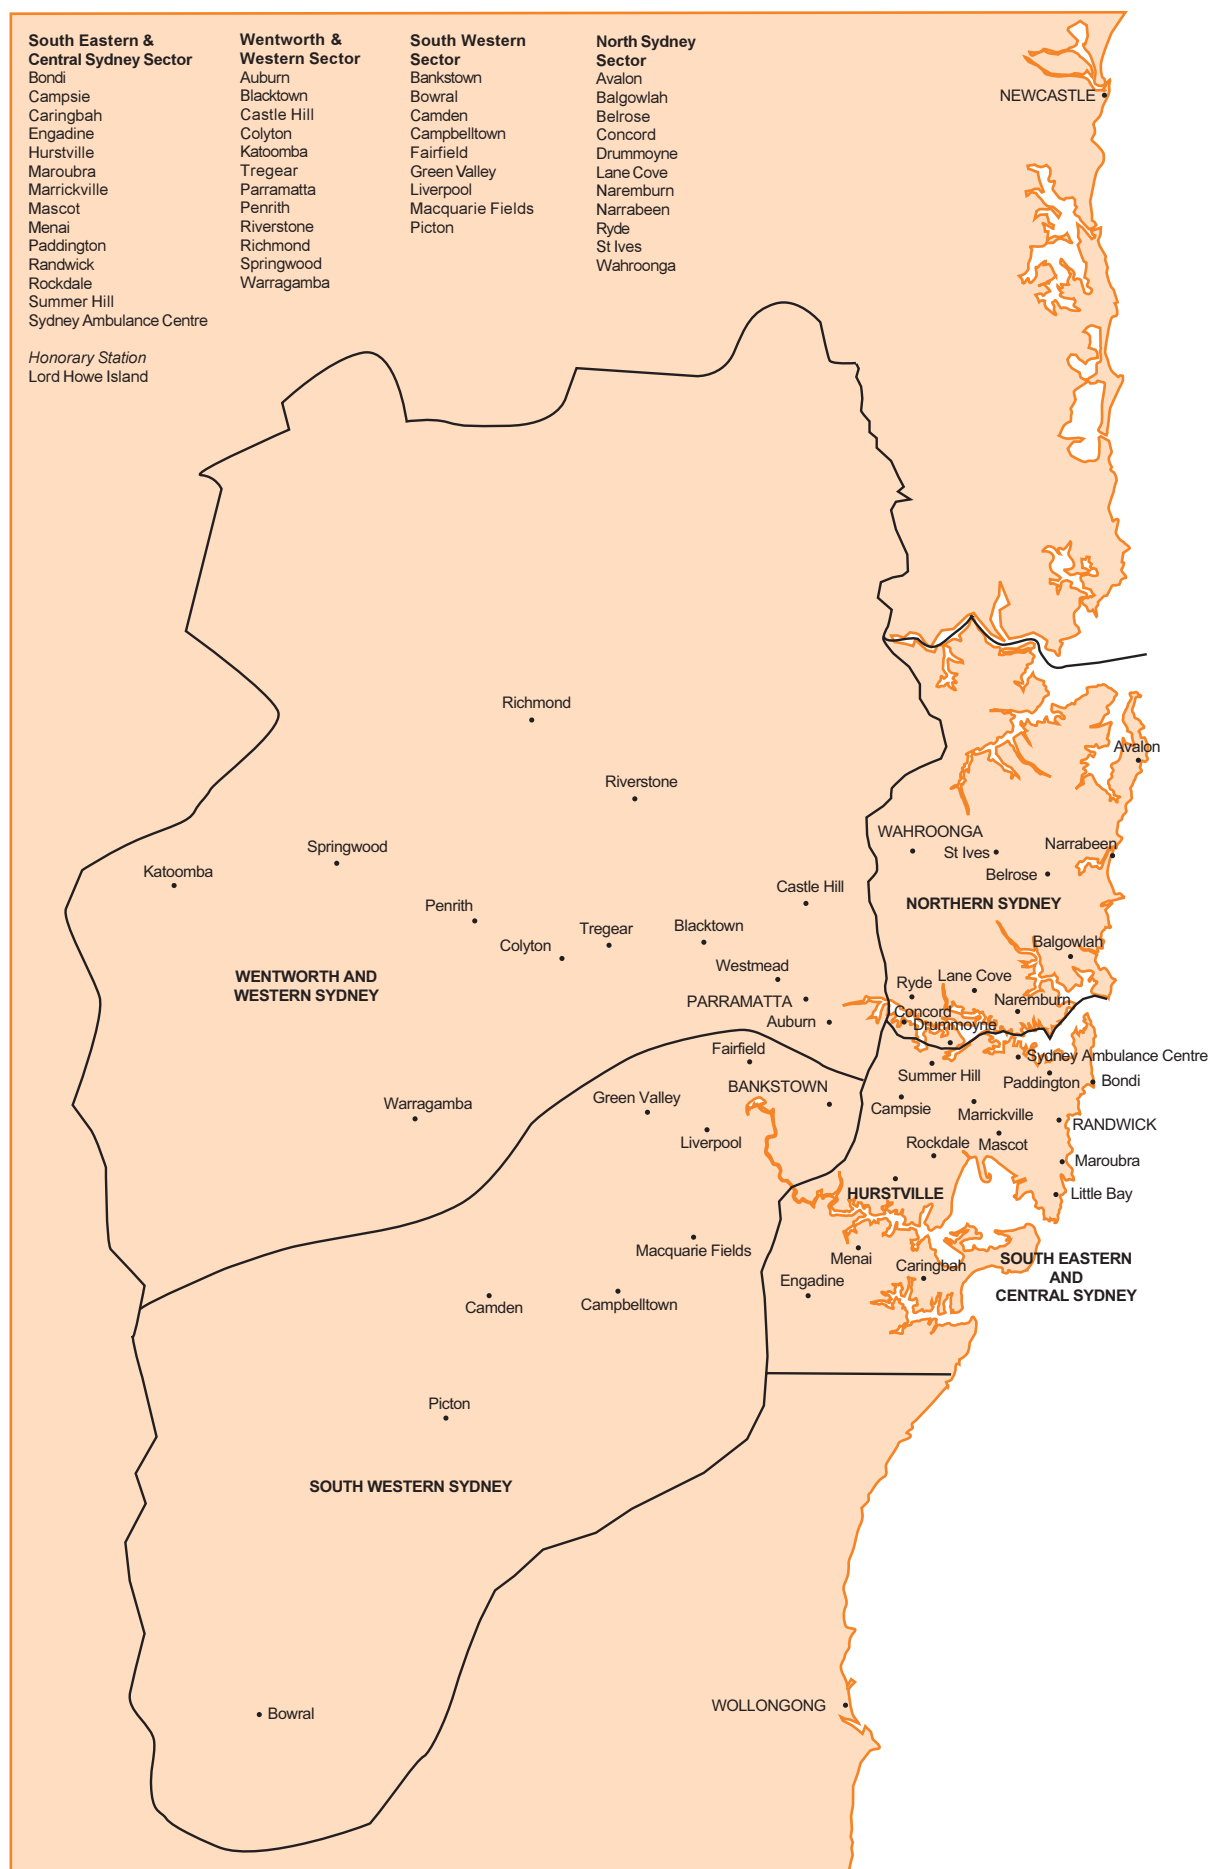 South Eastern &
Central Sydney Sector
Bondi
Campsie
Caringbah
Engadine
Hurstville
Maroubra
Marrickville
Mascot
Menai
Paddington
Randwick
Rockdale
Summer Hill
Sydney Ambulance Centre
Honorary Station
Lord Howe Island
Wentworth &
Western Sector
Auburn
Blacktown
Castle Hill
Colyton
Katoomba
Tregear
Parramatta
Penrith
Riverstone
Richmond
Springwood
Warragamba
South Western
Sector
Bankstown
Bowral
Camden
Campbelltown
Fairfield
Green Valley
Liverpool
Macquarie Fields
Picton
North Sydney
Sector
Avalon
Balgowlah
Belrose
Concord
Drummoyne
Lane Cove
Naremburn
Narrabeen
Ryde
St Ives
Wahroonga
NEWCASTLE
Richmond
Avalon
Riverstone
WAHROONGA
Narrabeen
St Ives
Springwood
Katoomba
Belrose
Castle Hill
NORTHERN SYDNEY
Penrith
Blacktown
Tregear
Colyton
Balgowlah
Westmead
WENTWORTH AND
WESTERN SYDNEY
Lane Cove
Ryde
PARRAMATTA
Naremburn
Concord
Auburn
Drummoyne
Fairfield
Sydney Ambulance Centre
Summer Hill
Paddington
Bondi
BANKSTOWN
Green Valley
Warragamba
Campsie
Marrickville
RANDWICK
Liverpool
Rockdale
Mascot
Maroubra
HURSTVILLE
Little Bay
Macquarie Fields
Menai
Caringbah
SOUTH EASTERN
AND
CENTRAL SYDNEY
Engadine
Camden
Campbelltown
Picton
SOUTH WESTERN SYDNEY
WOLLONGONG
Bowral